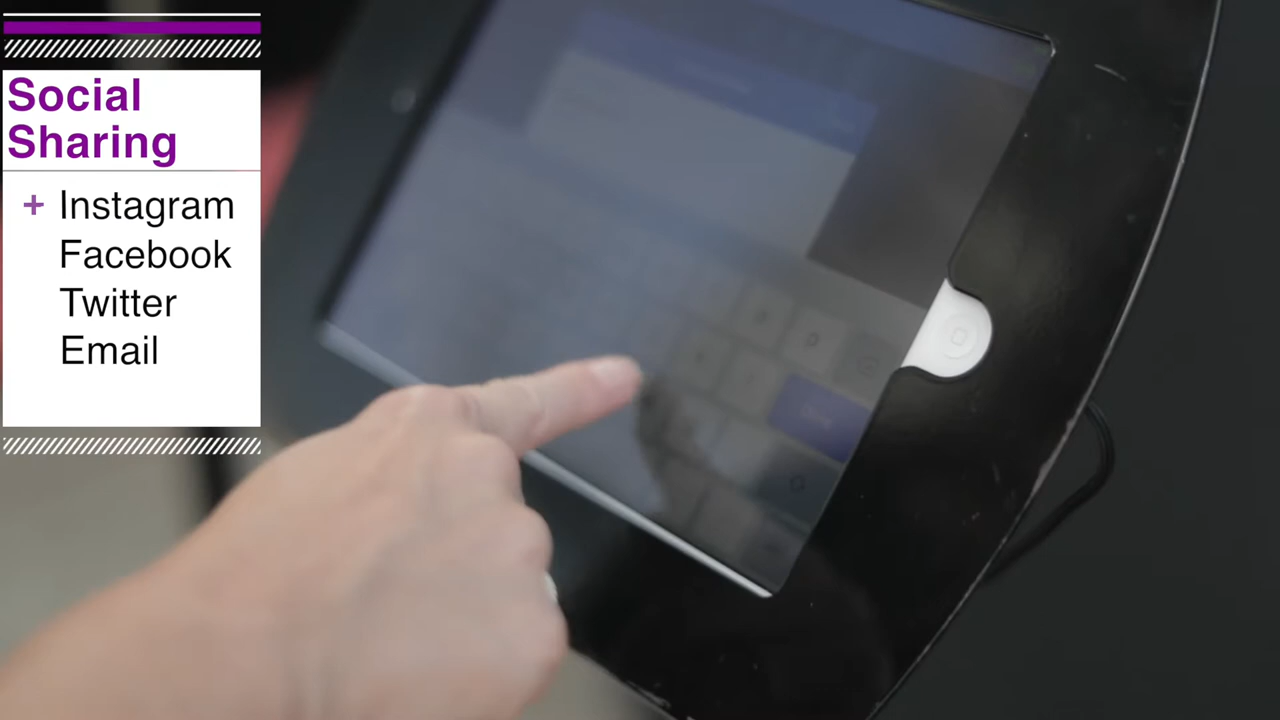 Social
Sharing
+ Instagram
Facebook
Twitter
Email